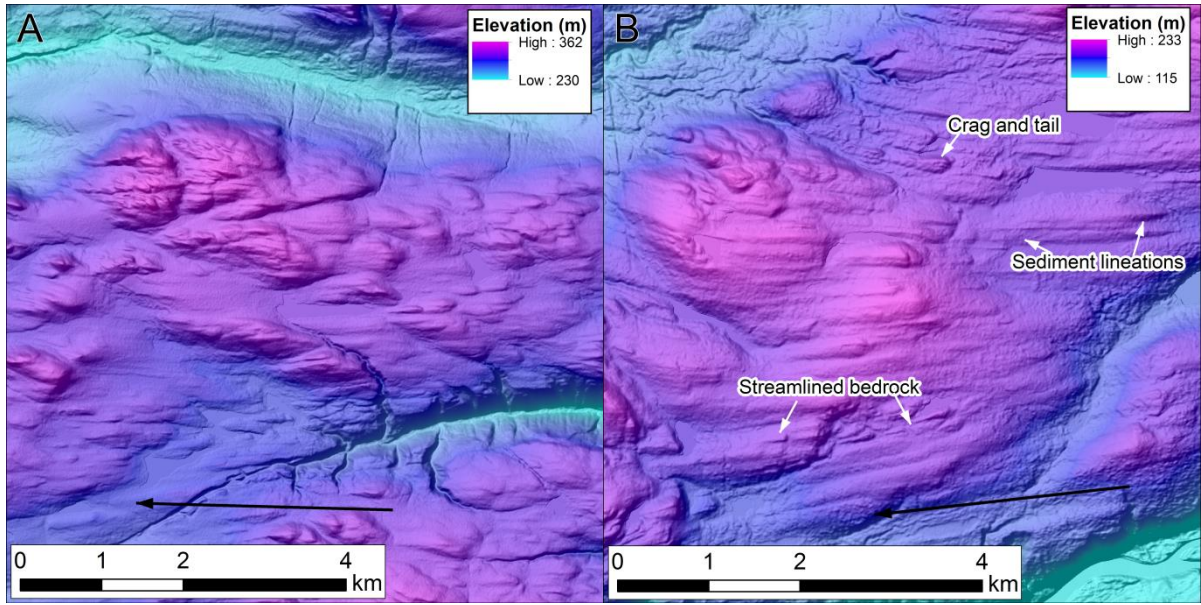 A
Elevation (m)
High : 362
Low : 230
0 1 2 4
km
B
Elevation (m)
High : 233
Low : 115
Crag and tail
Sediment lineations
Streamlined bedrock
0 1 2 4
km